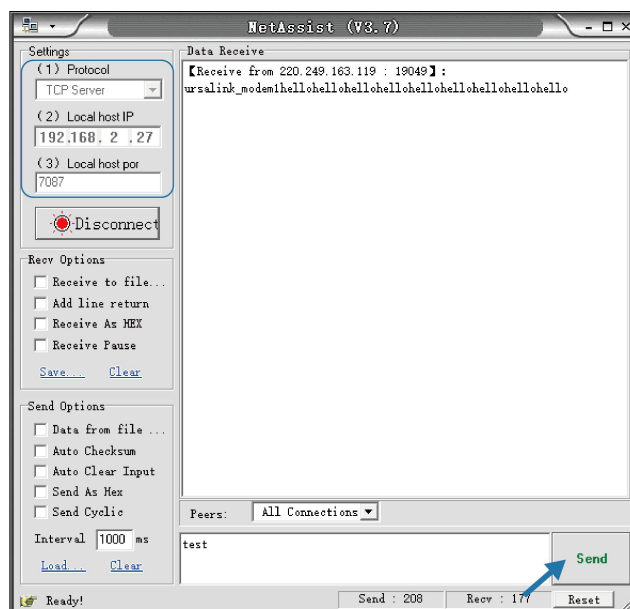 NetAssist (V3.7)
Settings
(1) Protocol
TCP Server
(2) Local host IP
192.168. 2 .27
(3) Local host por
7087
Disconnect
Recv Options
Receive to file...
Add line return
Receive As HEX
Receive Pause
Save... Clear
Send Options
Data from file ...
Auto Checksum
Auto Clear Input
Send As Hex
Send Cyclic
Interval 1000 ms
Load... Clear
Data Receive
【Receive from 220.249.163.119 : 19049】:
ursalink_modem1hellohellohellohellohellohellohellohellohello
Peers: All Connections
test
Send
Ready!
Send : 208 Recv : 177 Reset